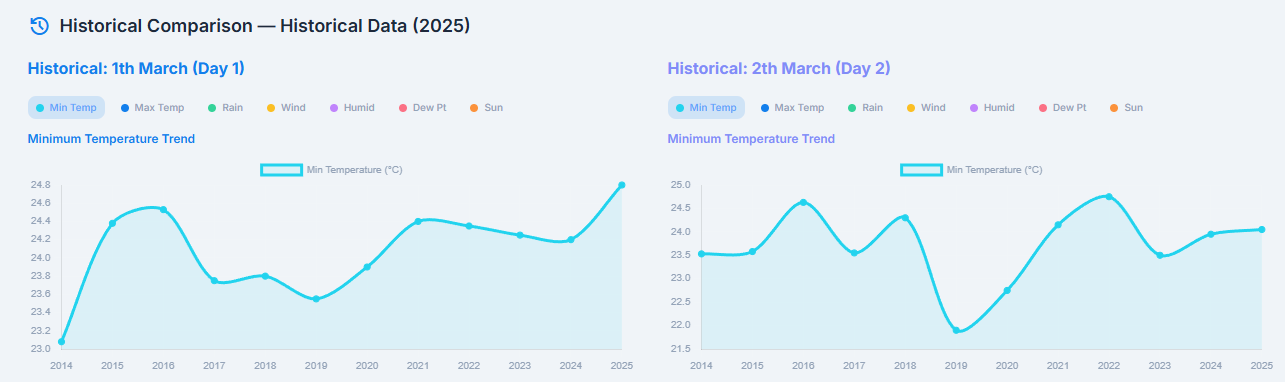 Historical Comparison — Historical Data (2025)
Historical: 1th March (Day 1)
Min Temp Max Temp Rain Wind Humid Dew Pt Sun
Minimum Temperature Trend
Min Temperature (°C)
24.8
24.6
24.4
24.2
24.0
23.8
23.6
23.4
23.2
23.0
2014 2015 2016 2017 2018 2019 2020 2021 2022 2023 2024 2025
Historical: 2th March (Day 2)
Min Temp Max Temp Rain Wind Humid Dew Pt Sun
Minimum Temperature Trend
Min Temperature (°C)
25.0
24.5
24.0
23.5
23.0
22.5
22.0
21.5
2014 2015 2016 2017 2018 2019 2020 2021 2022 2023 2024 2025